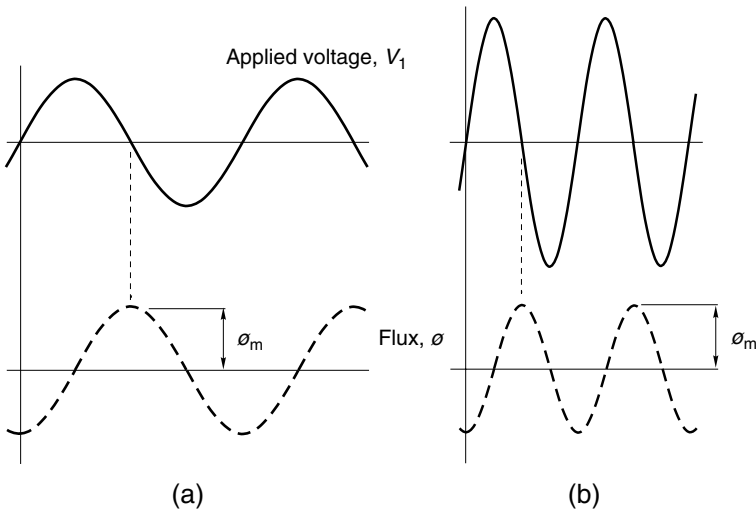 Applied voltage, V1
øm
Flux, ø
øm
(a)
(b)